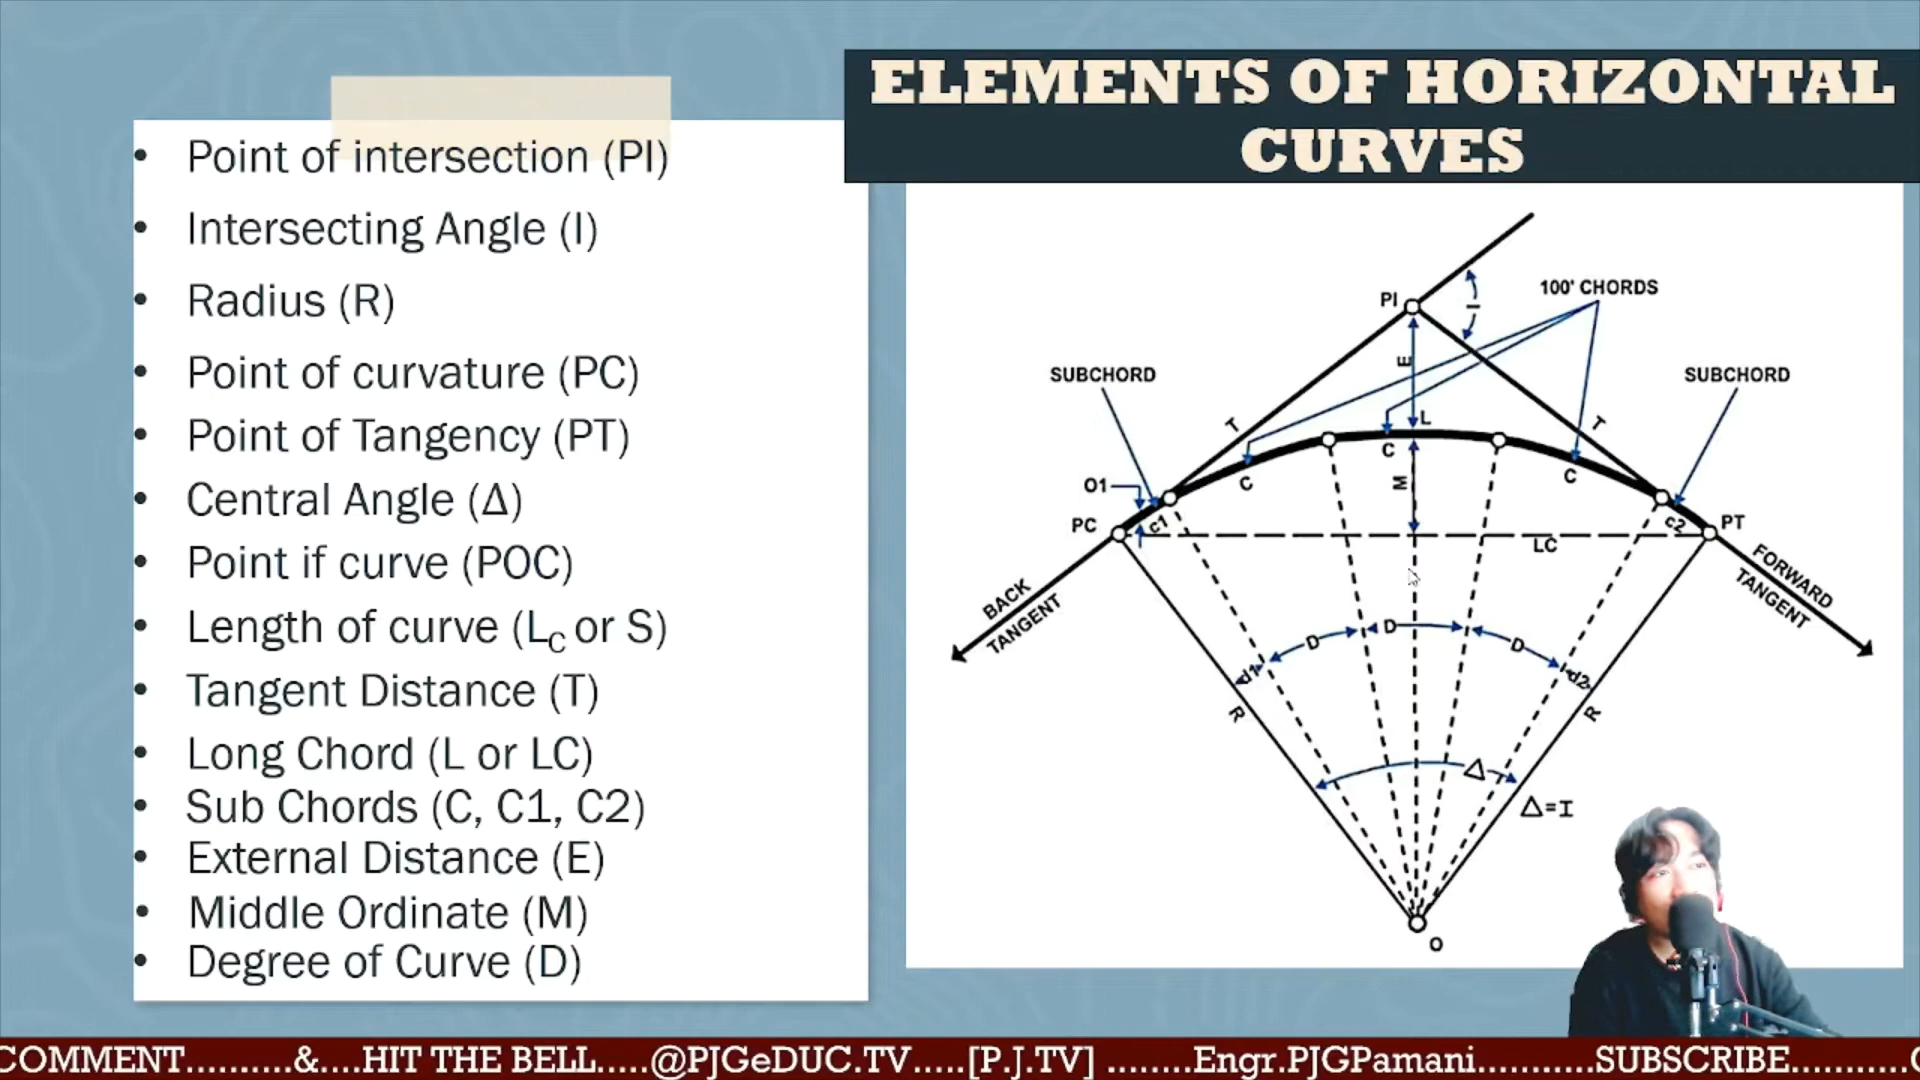 ELEMENTS OF HORIZONTAL
CURVES
• Point of intersection (PI)
• Intersecting Angle (I)
• Radius (R)
• Point of curvature (PC)
• Point of Tangency (PT)
• Central Angle (Δ)
• Point if curve (POC)
• Length of curve (LC or S)
• Tangent Distance (T)
• Long Chord (L or LC)
• Sub Chords (C, C1, C2)
• External Distance (E)
• Middle Ordinate (M)
• Degree of Curve (D)
PI
I
100' CHORDS
E
SUBCHORD
SUBCHORD
T
L
T
C
C
M
C
O1
PC
c1
c2
PT
LC
BACK
TANGENT
FORWARD
TANGENT
D
D
D
d1
d2
R
R
Δ
Δ=I
O
COMMENT..........&....HIT THE BELL.....@PJGeDUC.TV.....[P.J.TV] ........Engr.PJGPamani...........SUBSCRIBE...........